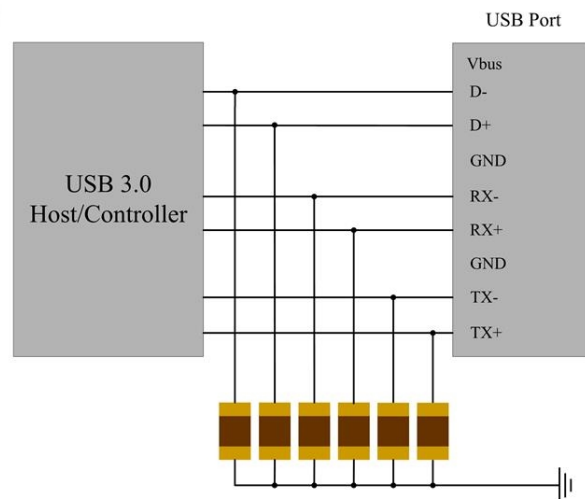 USB Port
USB 3.0
Host/Controller
Vbus
D-
D+
GND
RX-
RX+
GND
TX-
TX+